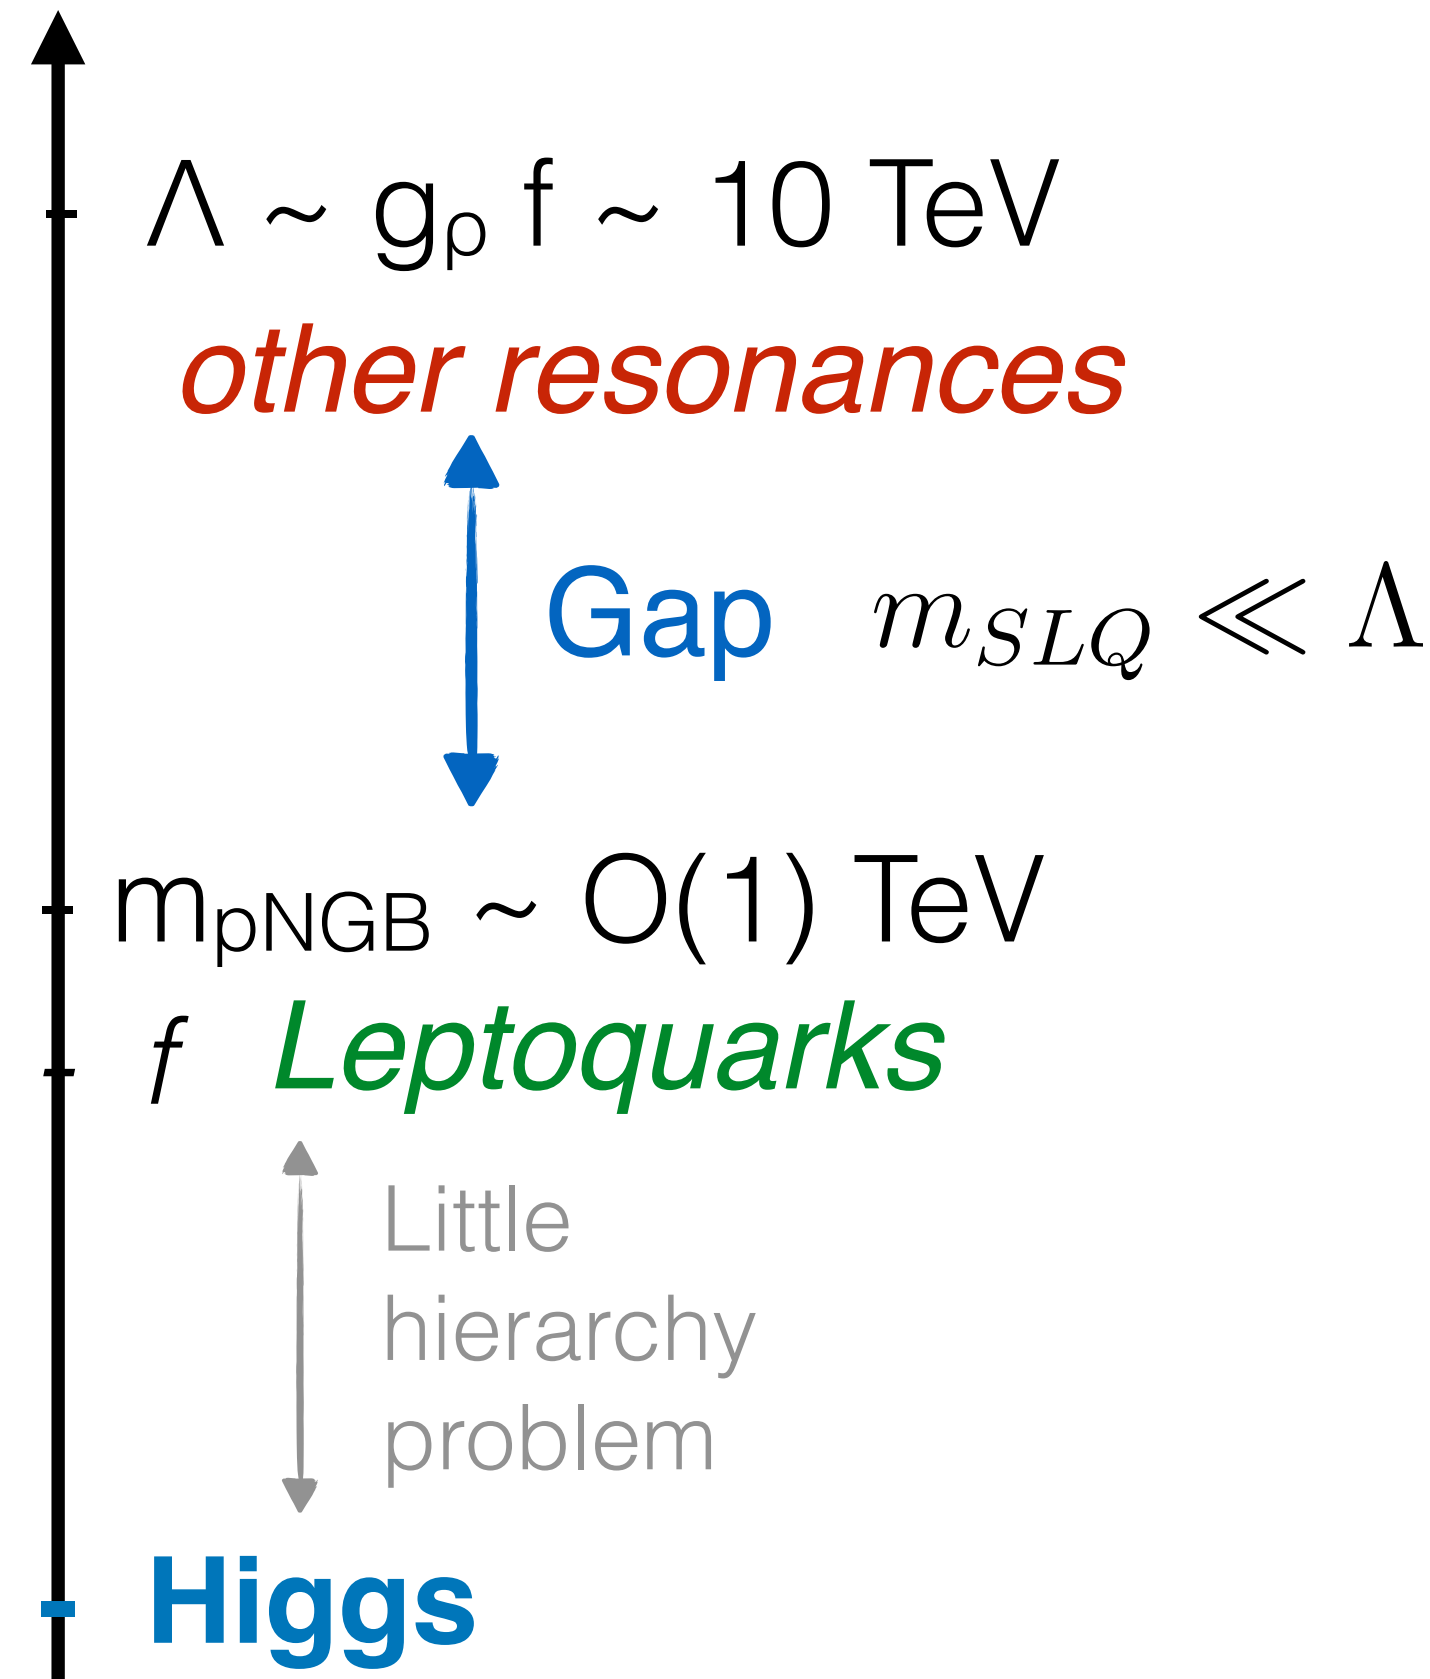 Λ ~ gρ f ~ 10 TeV
other resonances
Gap m_SLQ ≪ Λ
m_pNGB ~ O(1) TeV
f Leptoquarks
Little
hierarchy
problem
Higgs